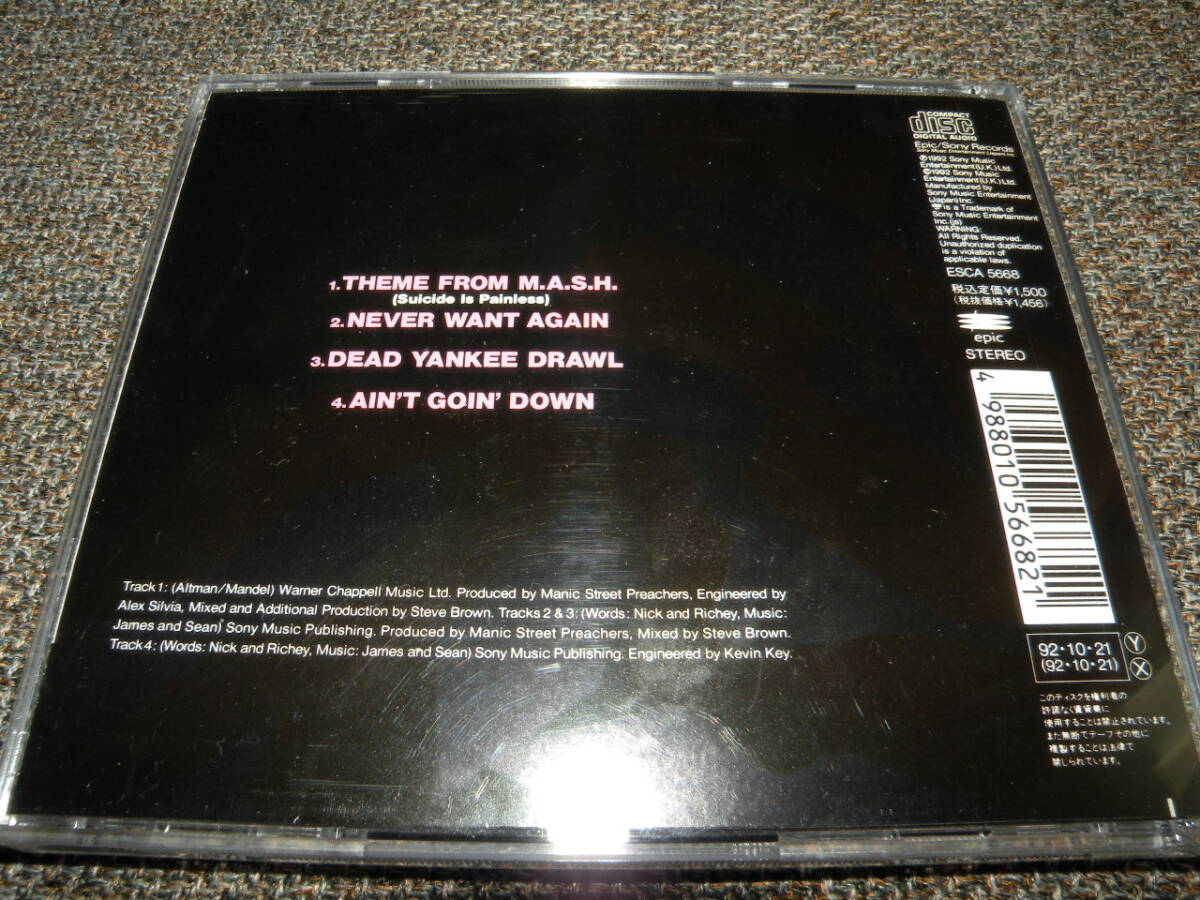 1. THEME FROM M.A.S.H.
(Suicide Is Painless)
2. NEVER WANT AGAIN
3. DEAD YANKEE DRAWL
4. AIN'T GOIN' DOWN
Track 1: (Altman/Mandel) Warner Chappell Music Ltd. Produced by Manic Street Preachers, Engineered by
Alex Silvia, Mixed and Additional Production by Steve Brown. Tracks 2 & 3: (Words: Nick and Richey, Music:
James and Sean) Sony Music Publishing. Produced by Manic Street Preachers, Mixed by Steve Brown.
Track 4: (Words: Nick and Richey, Music: James and Sean) Sony Music Publishing. Engineered by Kevin Key.
COMPACT
disc
DIGITAL AUDIO
Epic/Sony Records
Sony Music Entertainment (Japan) Inc.
Ⓟ1992 Sony Music
Entertainment (U.K.) Ltd.
©1992 Sony Music
Entertainment (U.K.) Ltd.
Manufactured by
Sony Music Entertainment
(Japan) Inc.
is a Trademark of
Sony Music Entertainment
Inc. (js)
WARNING:
All Rights Reserved.
Unauthorized duplication
is a violation of
applicable laws.
ESCA 5668
税込定価¥1,500
(税抜価格¥1,456)
epic
STEREO
4 988010 566821
92・10・21 Y
(92・10・21) X
このディスクを権利者の
許諾なく賃貸業に
使用することは禁止されています。
また無断でテープその他に
複製することは法律で
禁じられています。